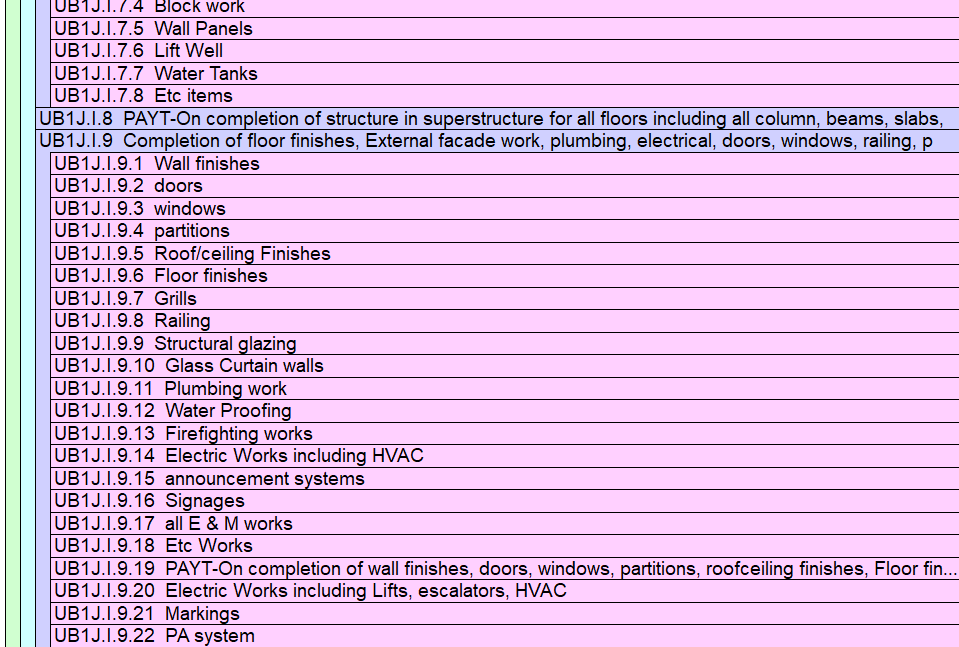 UB1J.I.7.4 Block work
UB1J.I.7.5 Wall Panels
UB1J.I.7.6 Lift Well
UB1J.I.7.7 Water Tanks
UB1J.I.7.8 Etc items
UB1J.I.8 PAYT-On completion of structure in superstructure for all floors including all column, beams, slabs,
UB1J.I.9 Completion of floor finishes, External facade work, plumbing, electrical, doors, windows, railing, p
UB1J.I.9.1 Wall finishes
UB1J.I.9.2 doors
UB1J.I.9.3 windows
UB1J.I.9.4 partitions
UB1J.I.9.5 Roof/ceiling Finishes
UB1J.I.9.6 Floor finishes
UB1J.I.9.7 Grills
UB1J.I.9.8 Railing
UB1J.I.9.9 Structural glazing
UB1J.I.9.10 Glass Curtain walls
UB1J.I.9.11 Plumbing work
UB1J.I.9.12 Water Proofing
UB1J.I.9.13 Firefighting works
UB1J.I.9.14 Electric Works including HVAC
UB1J.I.9.15 announcement systems
UB1J.I.9.16 Signages
UB1J.I.9.17 all E & M works
UB1J.I.9.18 Etc Works
UB1J.I.9.19 PAYT-On completion of wall finishes, doors, windows, partitions, roofceiling finishes, Floor fin...
UB1J.I.9.20 Electric Works including Lifts, escalators, HVAC
UB1J.I.9.21 Markings
UB1J.I.9.22 PA system